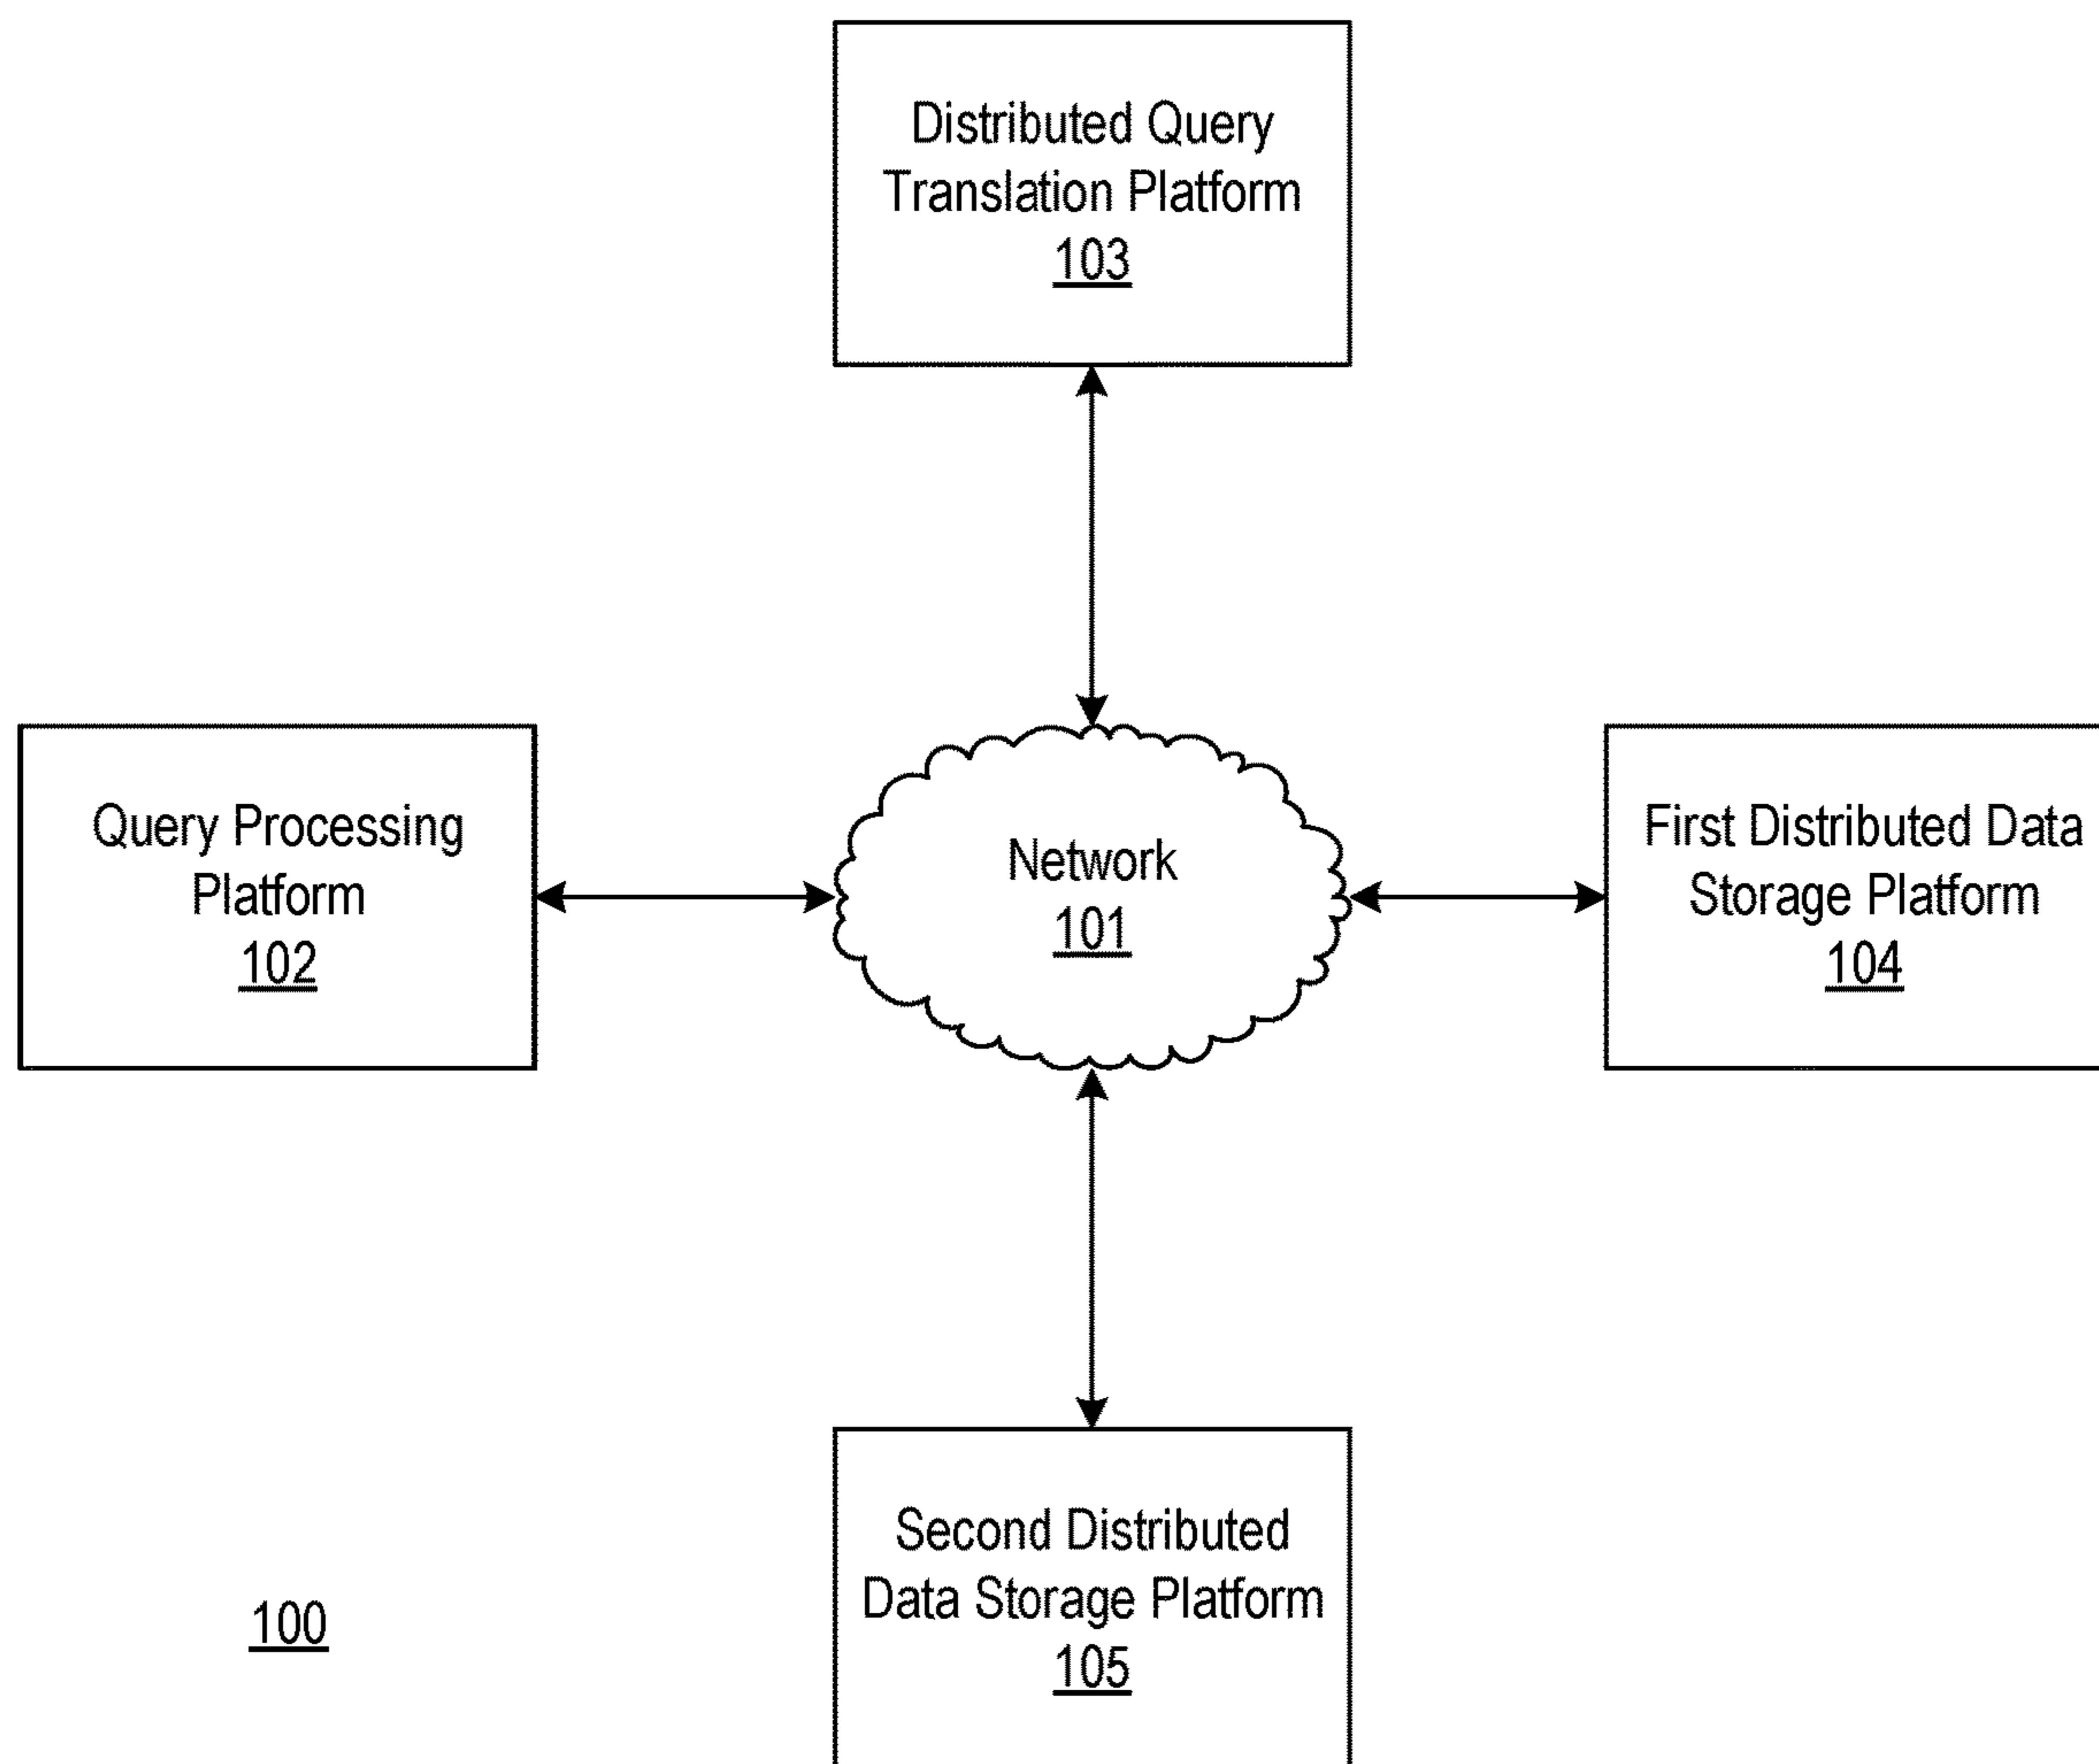 Distributed Query
Translation Platform
103
Query Processing
Platform
102
Network
101
First Distributed Data
Storage Platform
104
Second Distributed
Data Storage Platform
105
100